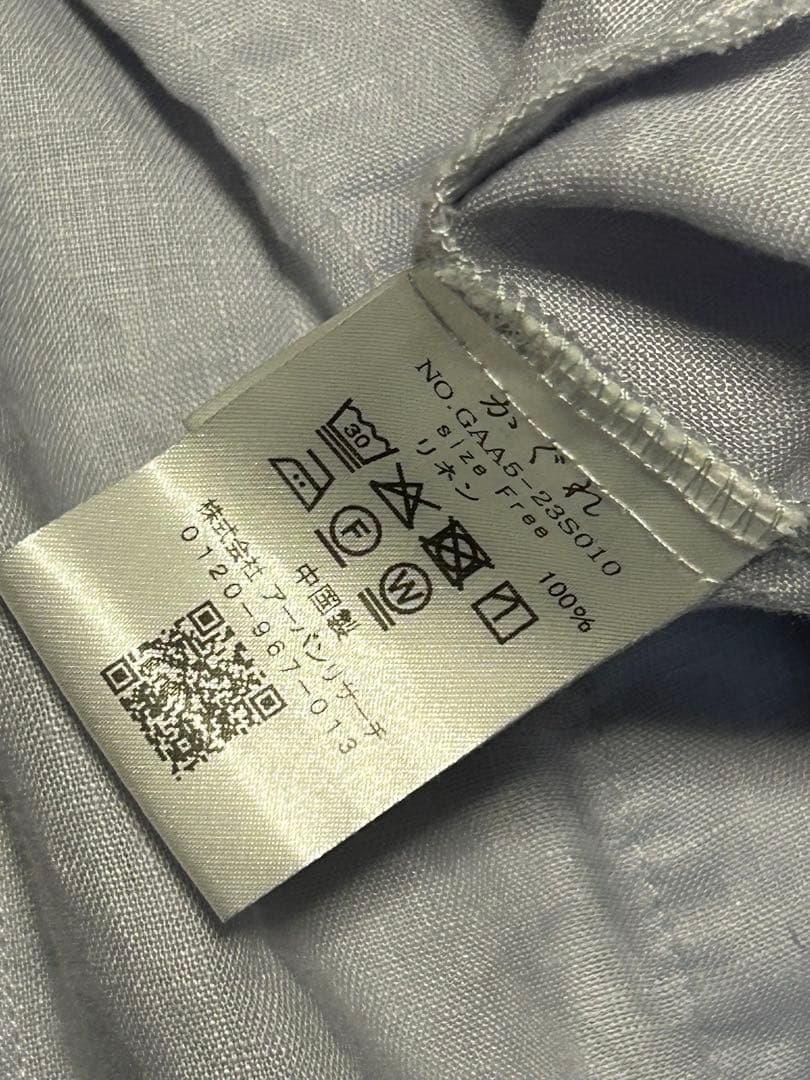 かぐれ
NO.GAA5-23S010
size Free
リネン 100%
30
F
W
中国製
株式会社 アーバンリサーチ
0120-967-013